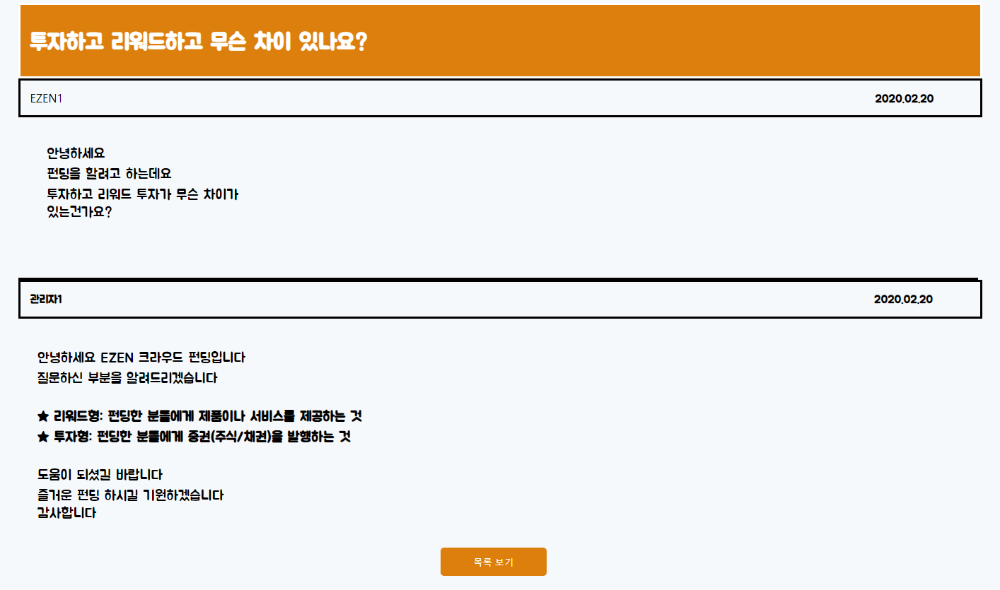 투자하고 리워드하고 무슨 차이 있나요?
EZEN1 2020.02.20
안녕하세요
펀딩을 할려고 하는데요
투자하고 리워드 투자가 무슨 차이가
있는건가요?
관리자1 2020.02.20
안녕하세요 EZEN 크라우드 펀딩입니다
질문하신 부분을 알려드리겠습니다
★ 리워드형: 펀딩한 분들에게 제품이나 서비스를 제공하는 것
★ 투자형: 펀딩한 분들에게 증권(주식/채권)을 발행하는 것
도움이 되셨길 바랍니다
즐거운 펀딩 하시길 기원하겠습니다
감사합니다
목록 보기